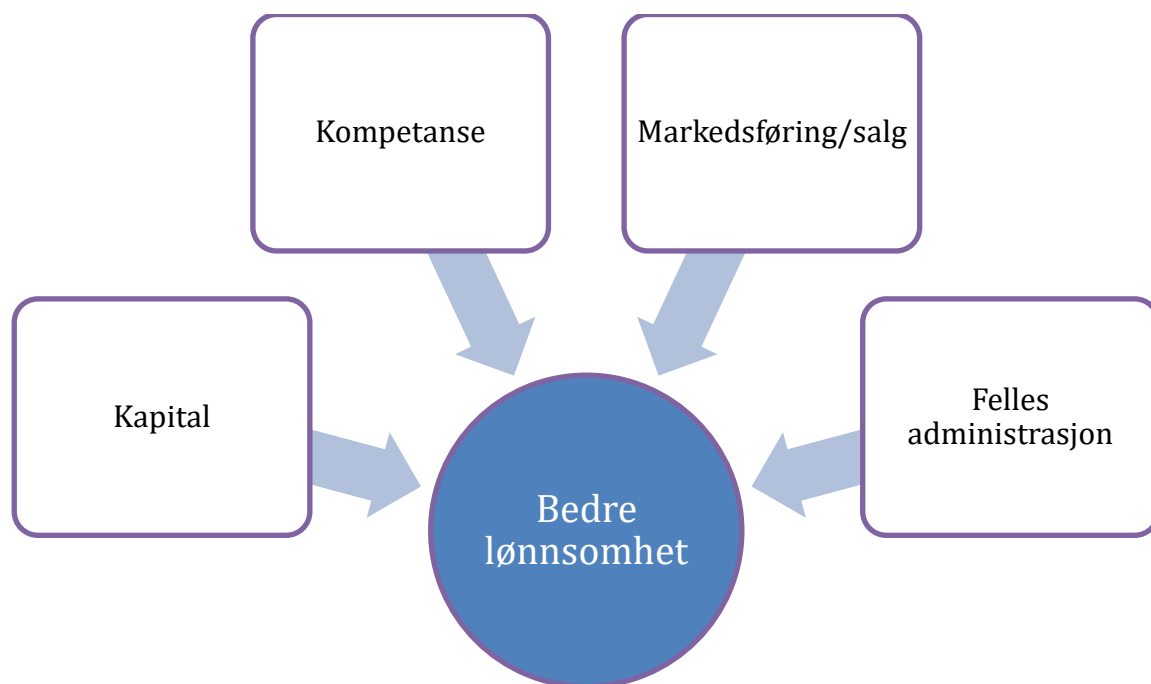 Kompetanse
Markedsføring/salg
Kapital
Felles
administrasjon
Bedre
lønnsomhet